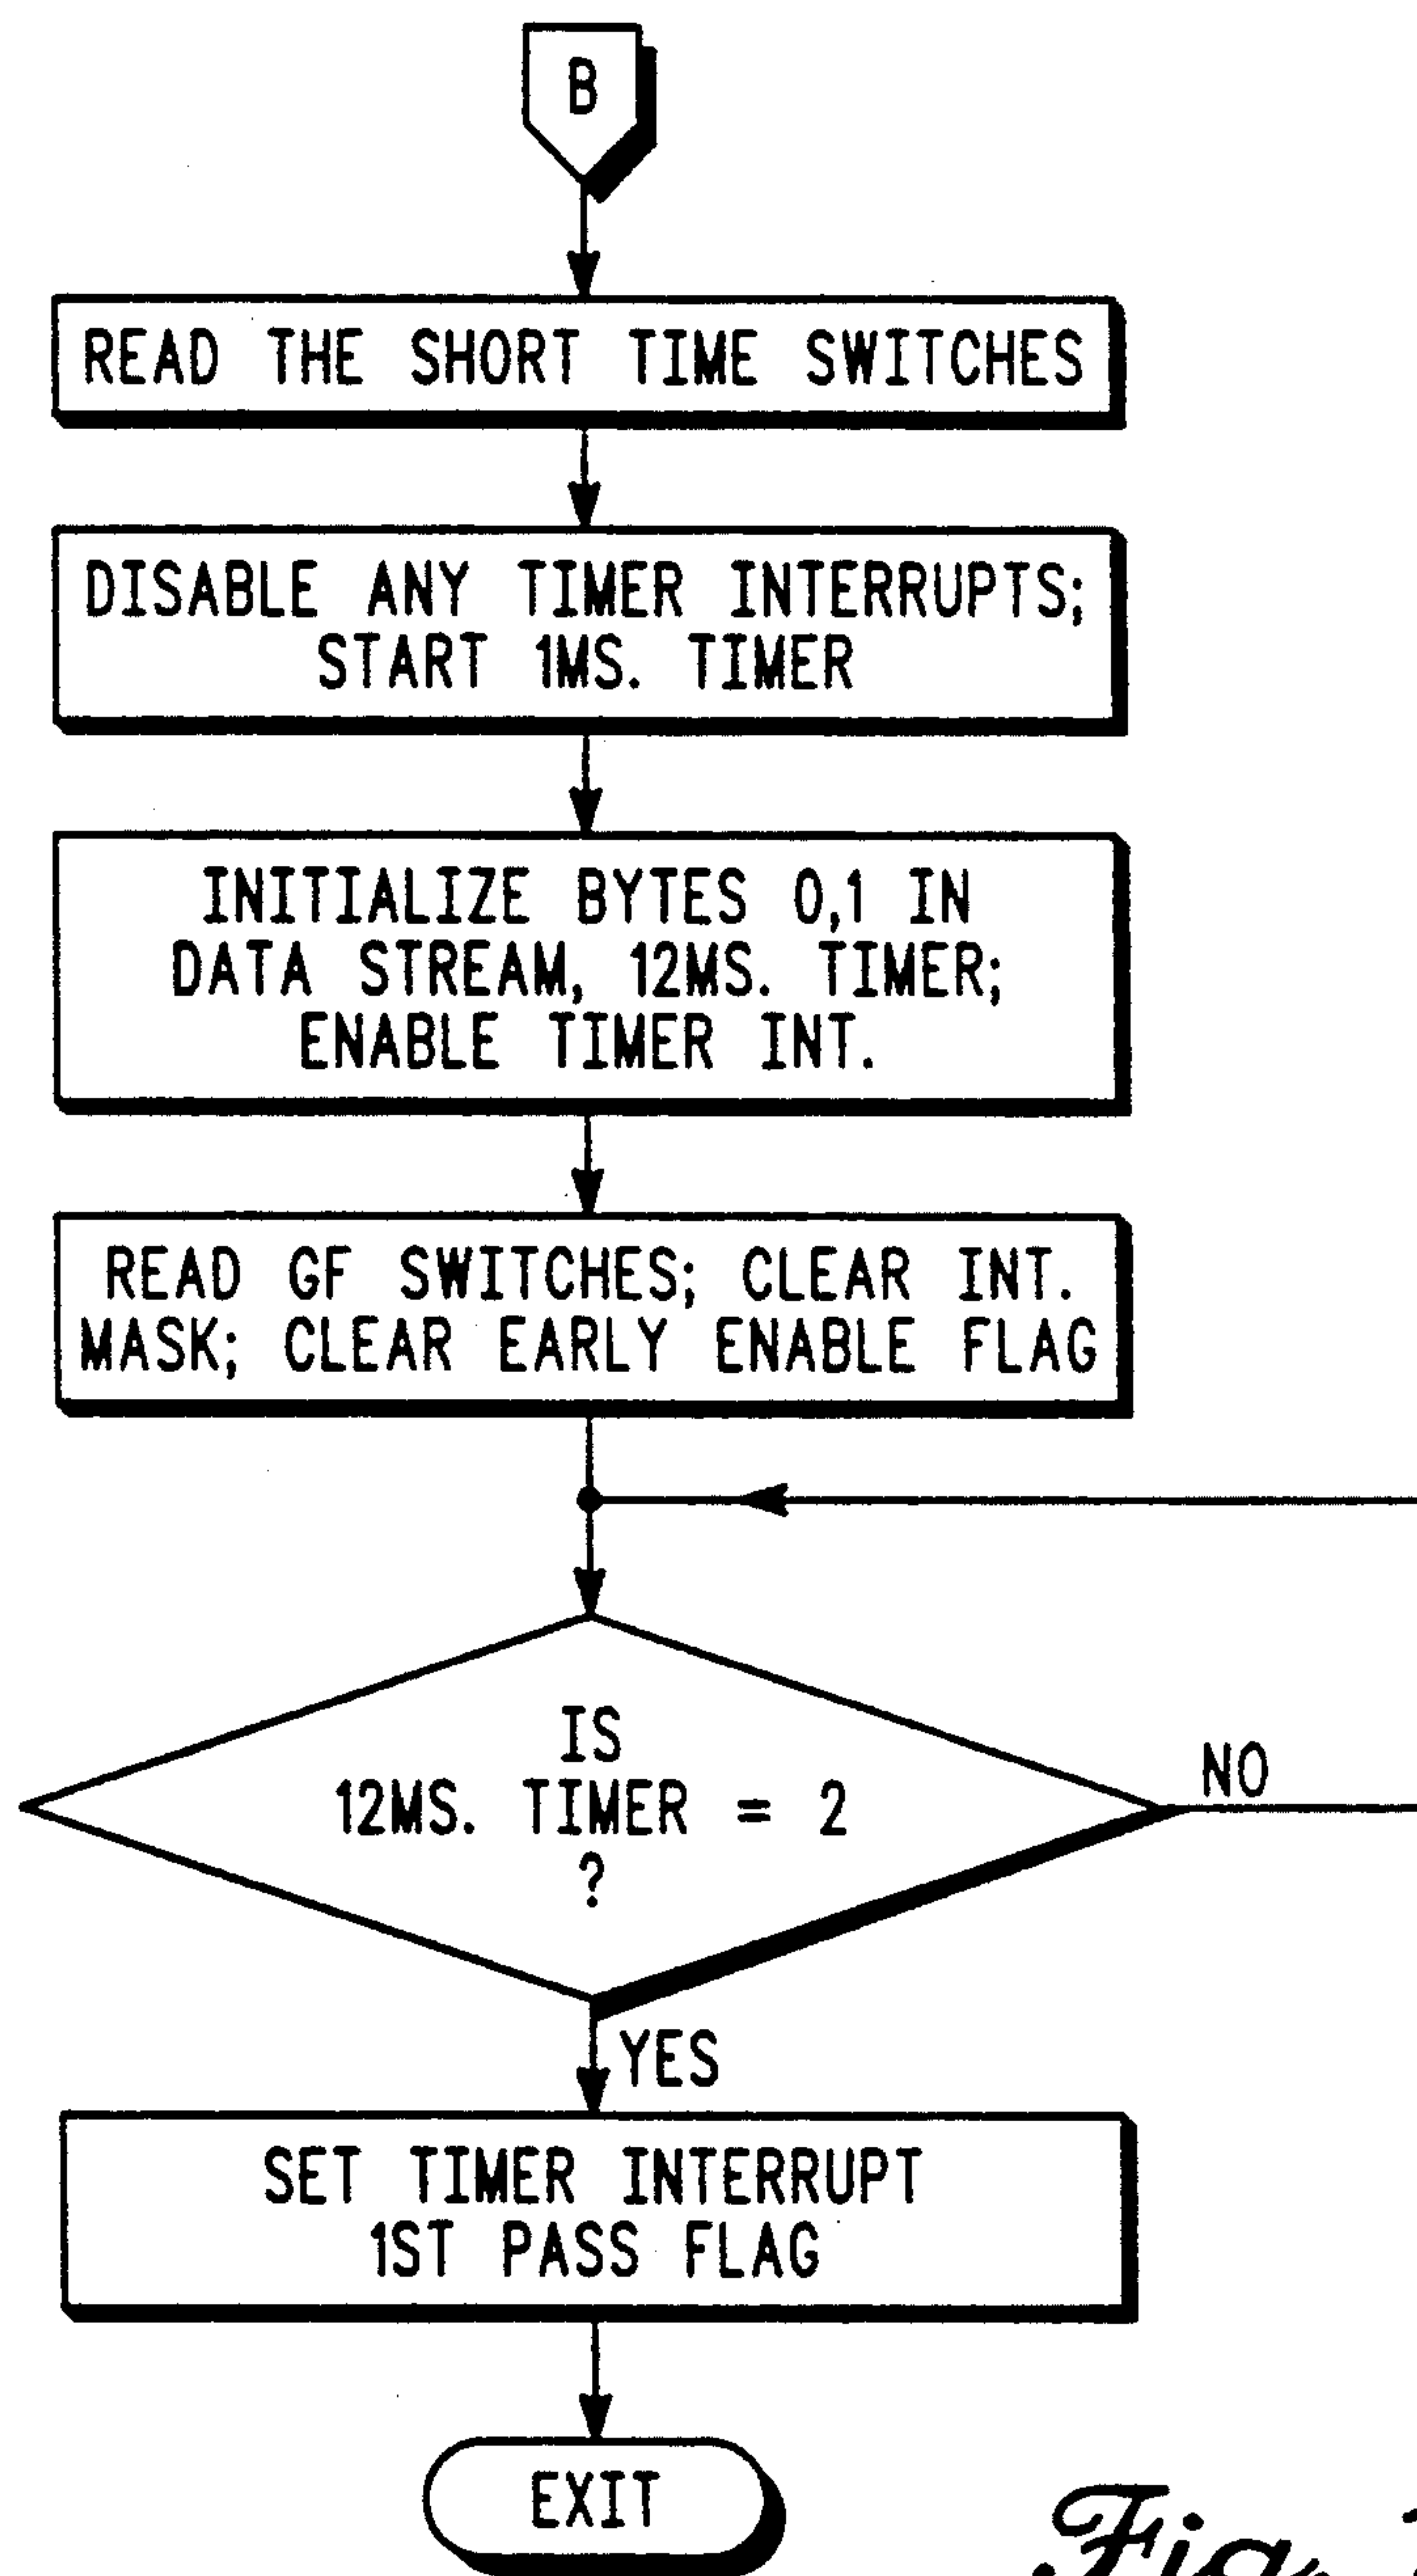 B
READ THE SHORT TIME SWITCHES
DISABLE ANY TIMER INTERRUPTS;
START 1MS. TIMER
INITIALIZE BYTES 0,1 IN
DATA STREAM, 12MS. TIMER;
ENABLE TIMER INT.
READ GF SWITCHES; CLEAR INT.
MASK; CLEAR EARLY ENABLE FLAG
IS
12MS. TIMER = 2
?
NO
YES
SET TIMER INTERRUPT
1ST PASS FLAG
EXIT
Fig.